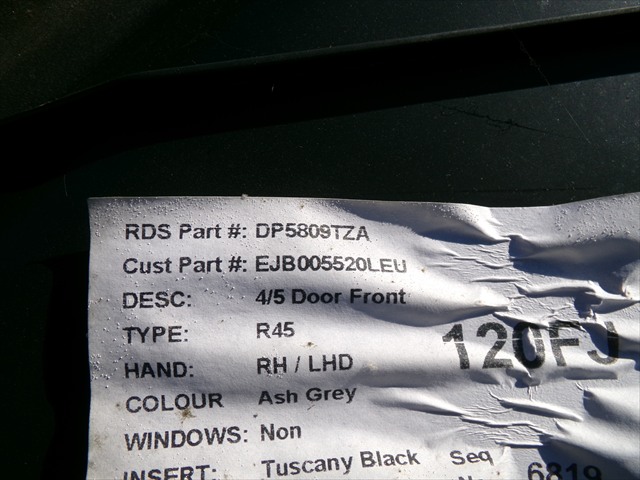 RDS Part #: DP5809TZA
Cust Part #: EJB005520LEU
DESC: 4/5 Door Front
TYPE: R45
120FJ
HAND: RH / LHD
COLOUR Ash Grey
WINDOWS: Non
INSERT: Tuscany Black Seq
6819